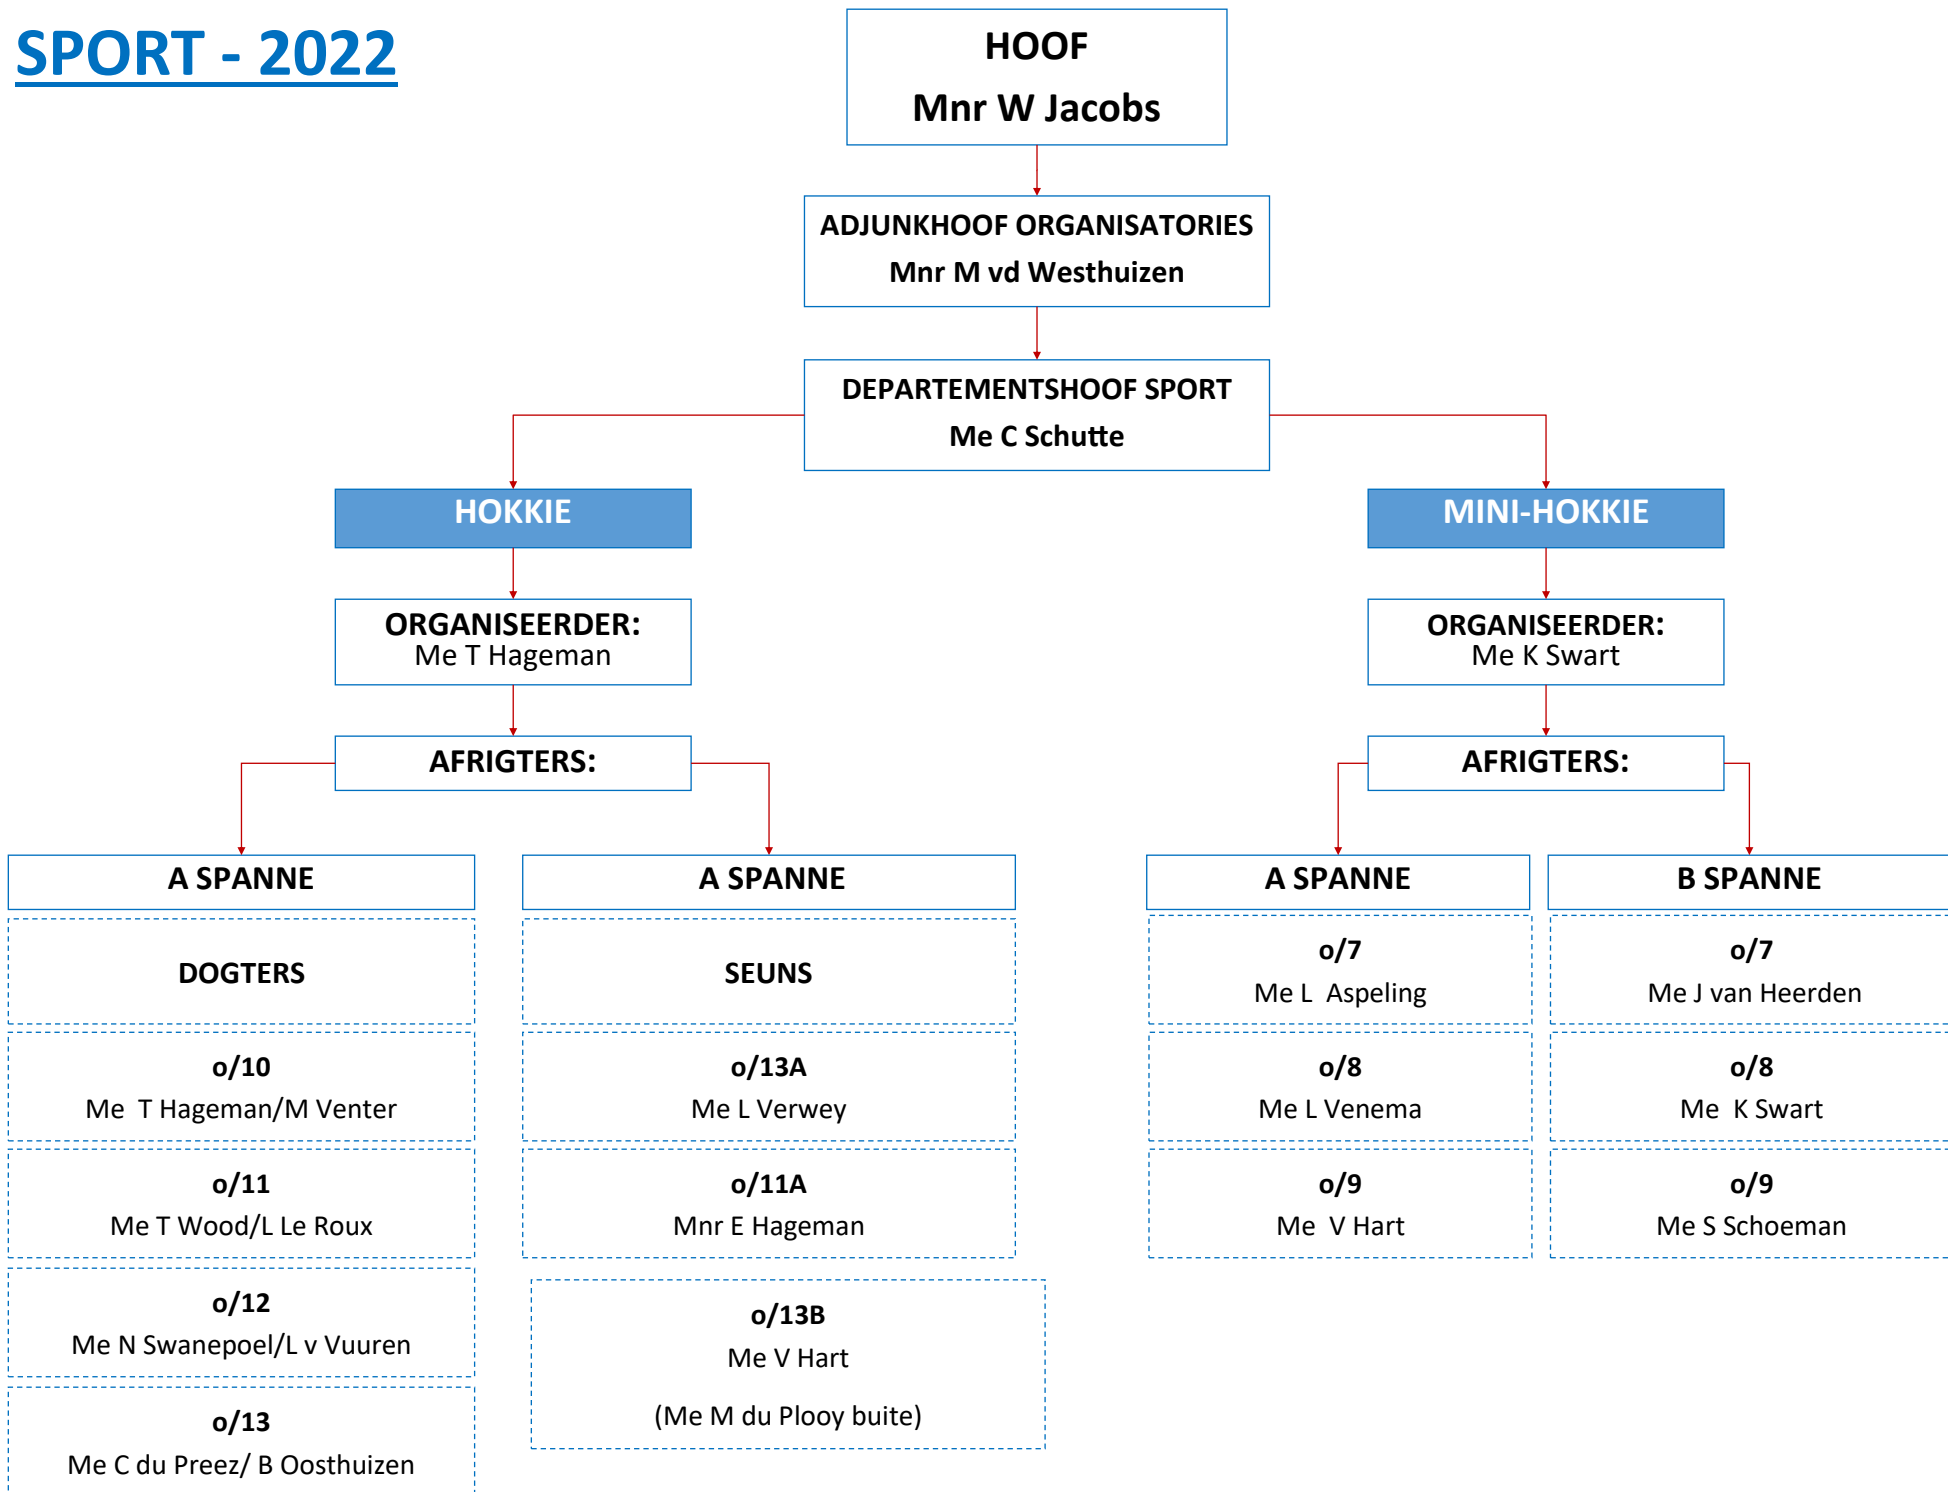 SPORT - 2022
HOOF
Mnr W Jacobs
ADJUNKHOOF ORGANISATORIES
Mnr M vd Westhuizen
DEPARTEMENTSHOOF SPORT
Me C Schutte
HOKKIE
ORGANISEERDER:
Me T Hageman
AFRIGTERS:
A SPANNE
DOGTERS
o/10
Me T Hageman/M Venter
o/11
Me T Wood/L Le Roux
o/12
Me N Swanepoel/L v Vuuren
o/13
Me C du Preez/ B Oosthuizen
A SPANNE
SEUNS
o/13A
Me L Verwey
o/11A
Mnr E Hageman
o/13B
Me V Hart
(Me M du Plooy buite)
MINI-HOKKIE
ORGANISEERDER:
Me K Swart
AFRIGTERS:
A SPANNE
o/7
Me L Aspeling
o/8
Me L Venema
o/9
Me V Hart
B SPANNE
o/7
Me J van Heerden
o/8
Me K Swart
o/9
Me S Schoeman